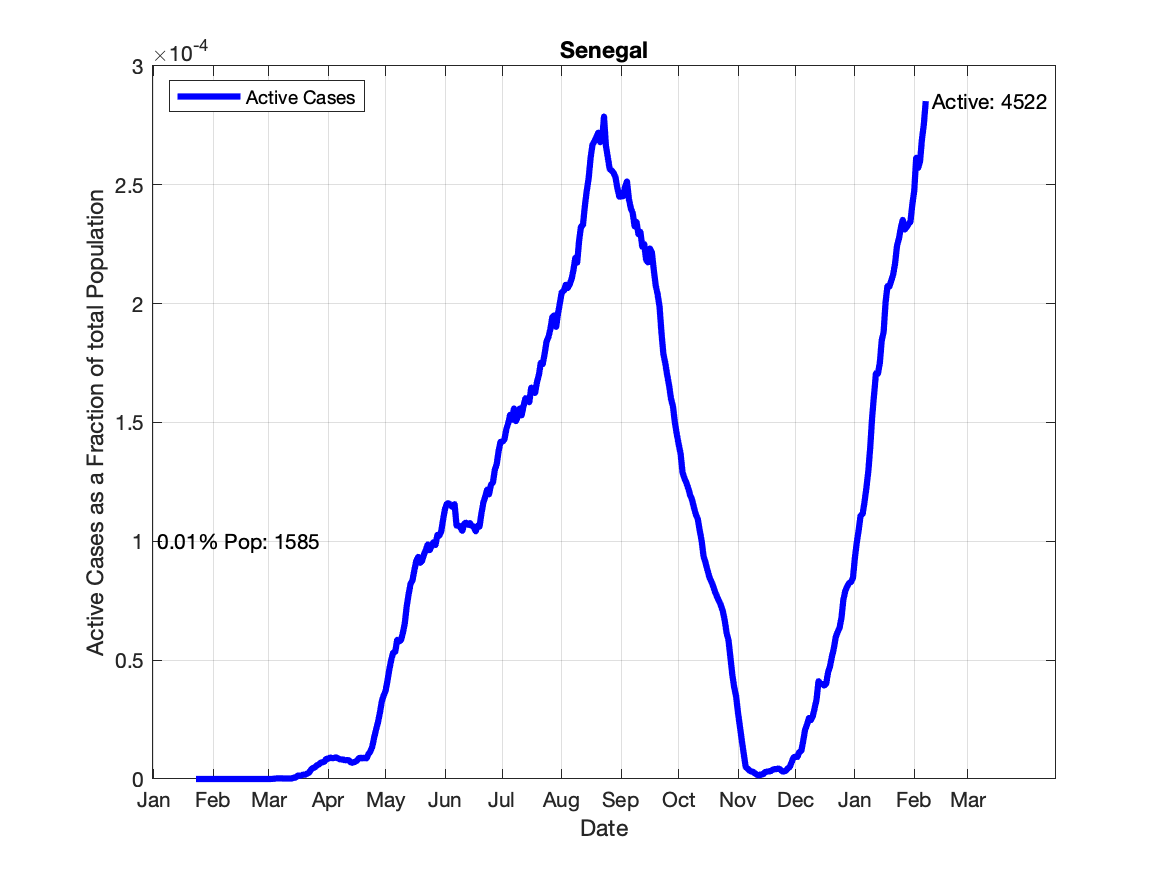 Senegal
×10-4
3
2.5
2
1.5
1
0.5
0
Active Cases
Active: 4522
0.01% Pop: 1585
Active Cases as a Fraction of total Population
Jan Feb Mar Apr May Jun Jul Aug Sep Oct Nov Dec Jan Feb Mar
Date